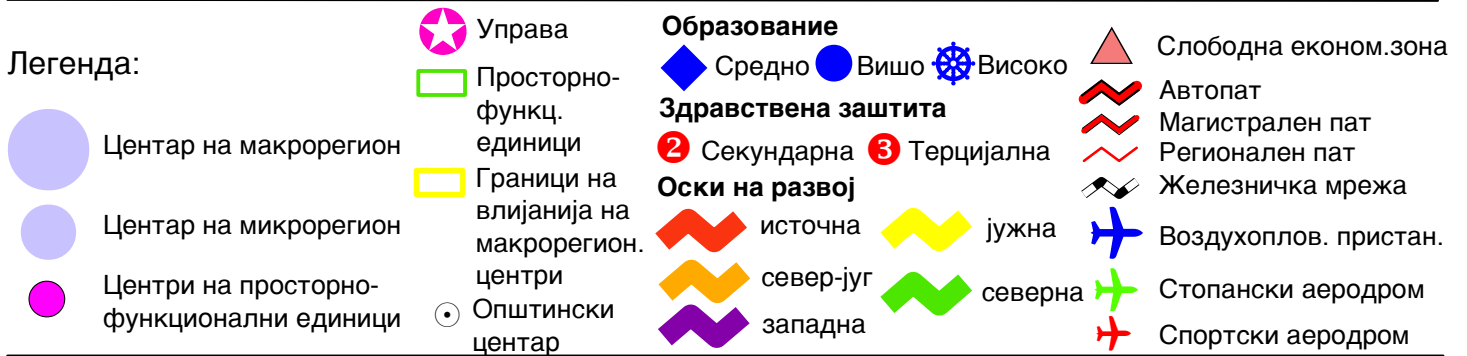 Легенда:
Центар на макрорегион
Центар на микрорегион
Центри на просторно-
функционални единици
Управа
Просторно-
функц.
единици
Граници на
влијанија на
макрорегион.
центри
Општински
центар
Образование
Средно Вишо Високо
Здравствена заштита
2 Секундарна 3 Терцијална
Оски на развој
источна јужна
север-југ северна
западна
Слободна економ.зона
Автопат
Магистрален пат
Регионален пат
Железничка мрежа
Воздухоплов. пристан.
Стопански аеродром
Спортски аеродром